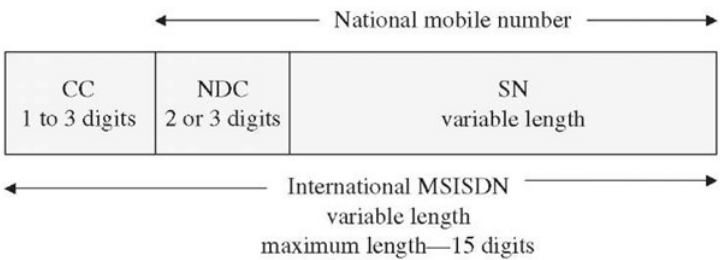 National mobile number
CC
1 to 3 digits
NDC
2 or 3 digits
SN
variable length
International MSISDN
variable length
maximum length—15 digits